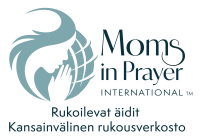 Moms
in Prayer
INTERNATIONAL™
Rukoilevat äidit
Kansainvälinen rukousverkosto